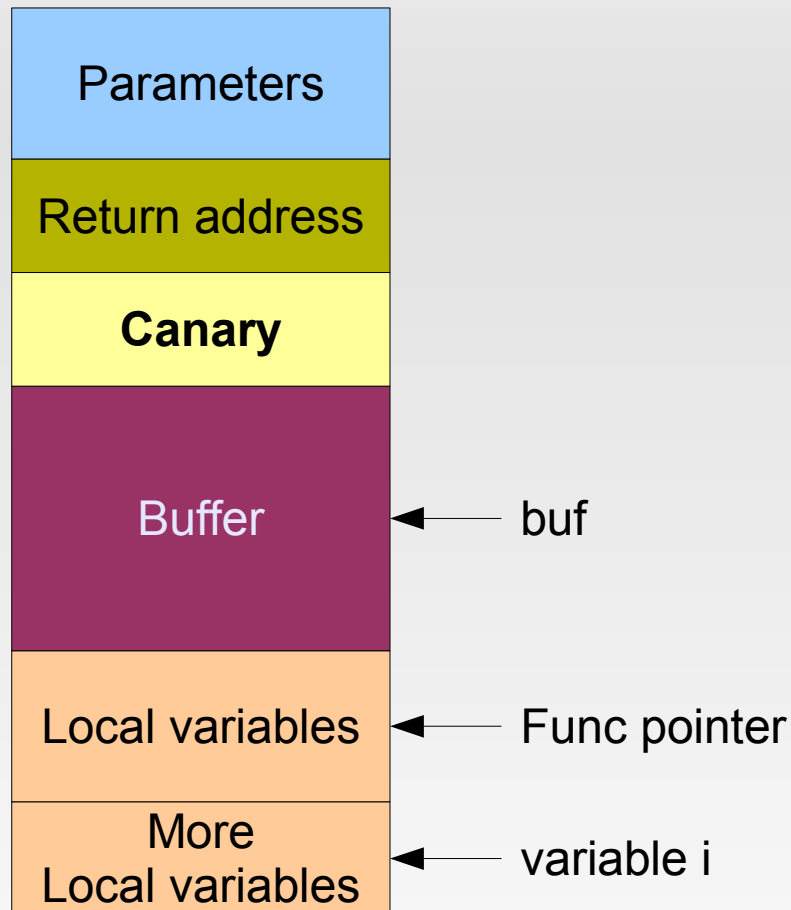 Parameters
Return address
Canary
Buffer
buf
Local variables
Func pointer
More
Local variables
variable i